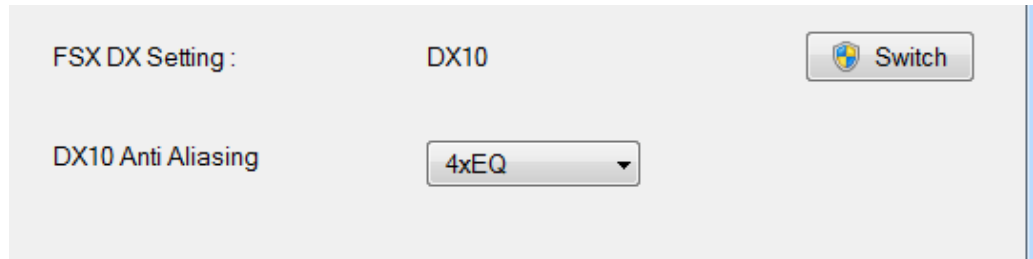 FSX DX Setting : DX10 Switch
DX10 Anti Aliasing 4xEQ